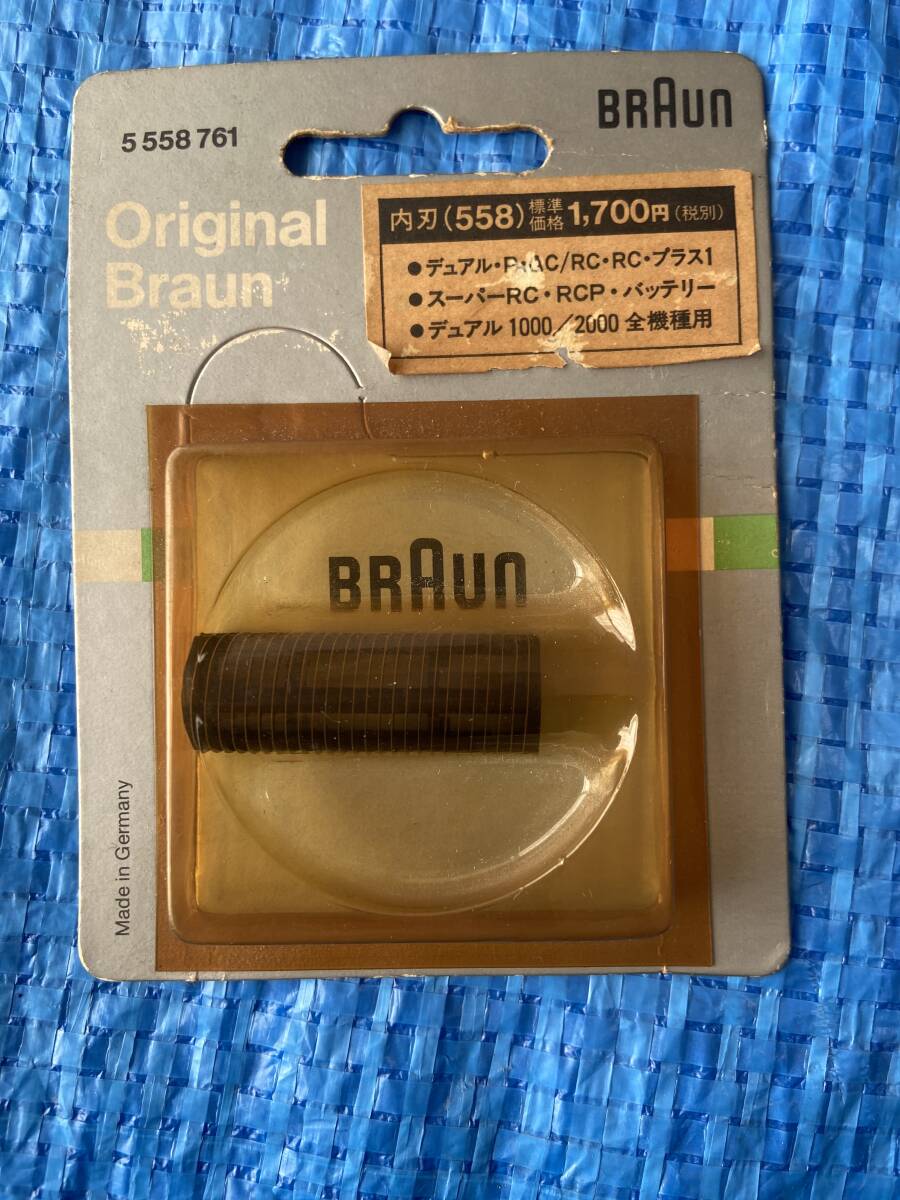 5 558 761
BRAUN
Original
Braun
内刃(558) 標準価格 1,700円(税別)
●デュアル・P・AC/RC・RC・プラス1
●スーパーRC・RCP・バッテリー
●デュアル 1000/2000 全機種用
BRAUN
Made in Germany